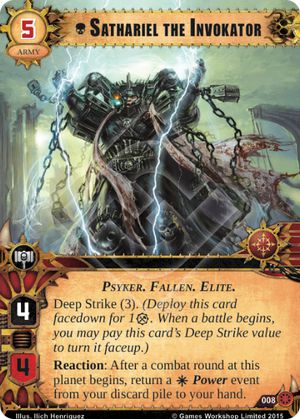 5
ARMY
Sathariel the Invokator
4
4
Psyker. Fallen. Elite.
Deep Strike (3). (Deploy this card
facedown for 1. When a battle begins,
you may pay this card's Deep Strike value
to turn it faceup.)
Reaction: After a combat round at this
planet begins, return a Power event
from your discard pile to your hand.
008
Illus. Ilich Henriquez
© Games Workshop Limited 2015